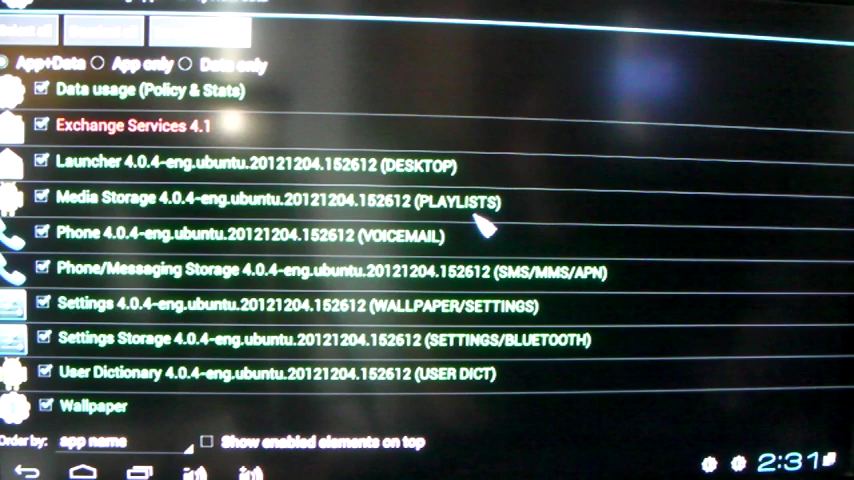 App+Data App only Data only
Data usage (Policy & Stats)
Exchange Services 4.1
Launcher 4.0.4-eng.ubuntu.20121204.152612 (DESKTOP)
Media Storage 4.0.4-eng.ubuntu.20121204.152612 (PLAYLISTS)
Phone 4.0.4-eng.ubuntu.20121204.152612 (VOICEMAIL)
Phone/Messaging Storage 4.0.4-eng.ubuntu.20121204.152612 (SMS/MMS/APN)
Settings 4.0.4-eng.ubuntu.20121204.152612 (WALLPAPER/SETTINGS)
Settings Storage 4.0.4-eng.ubuntu.20121204.152612 (SETTINGS/BLUETOOTH)
User Dictionary 4.0.4-eng.ubuntu.20121204.152612 (USER DICT)
Wallpaper
Order by: app name Show enabled elements on top
2:31